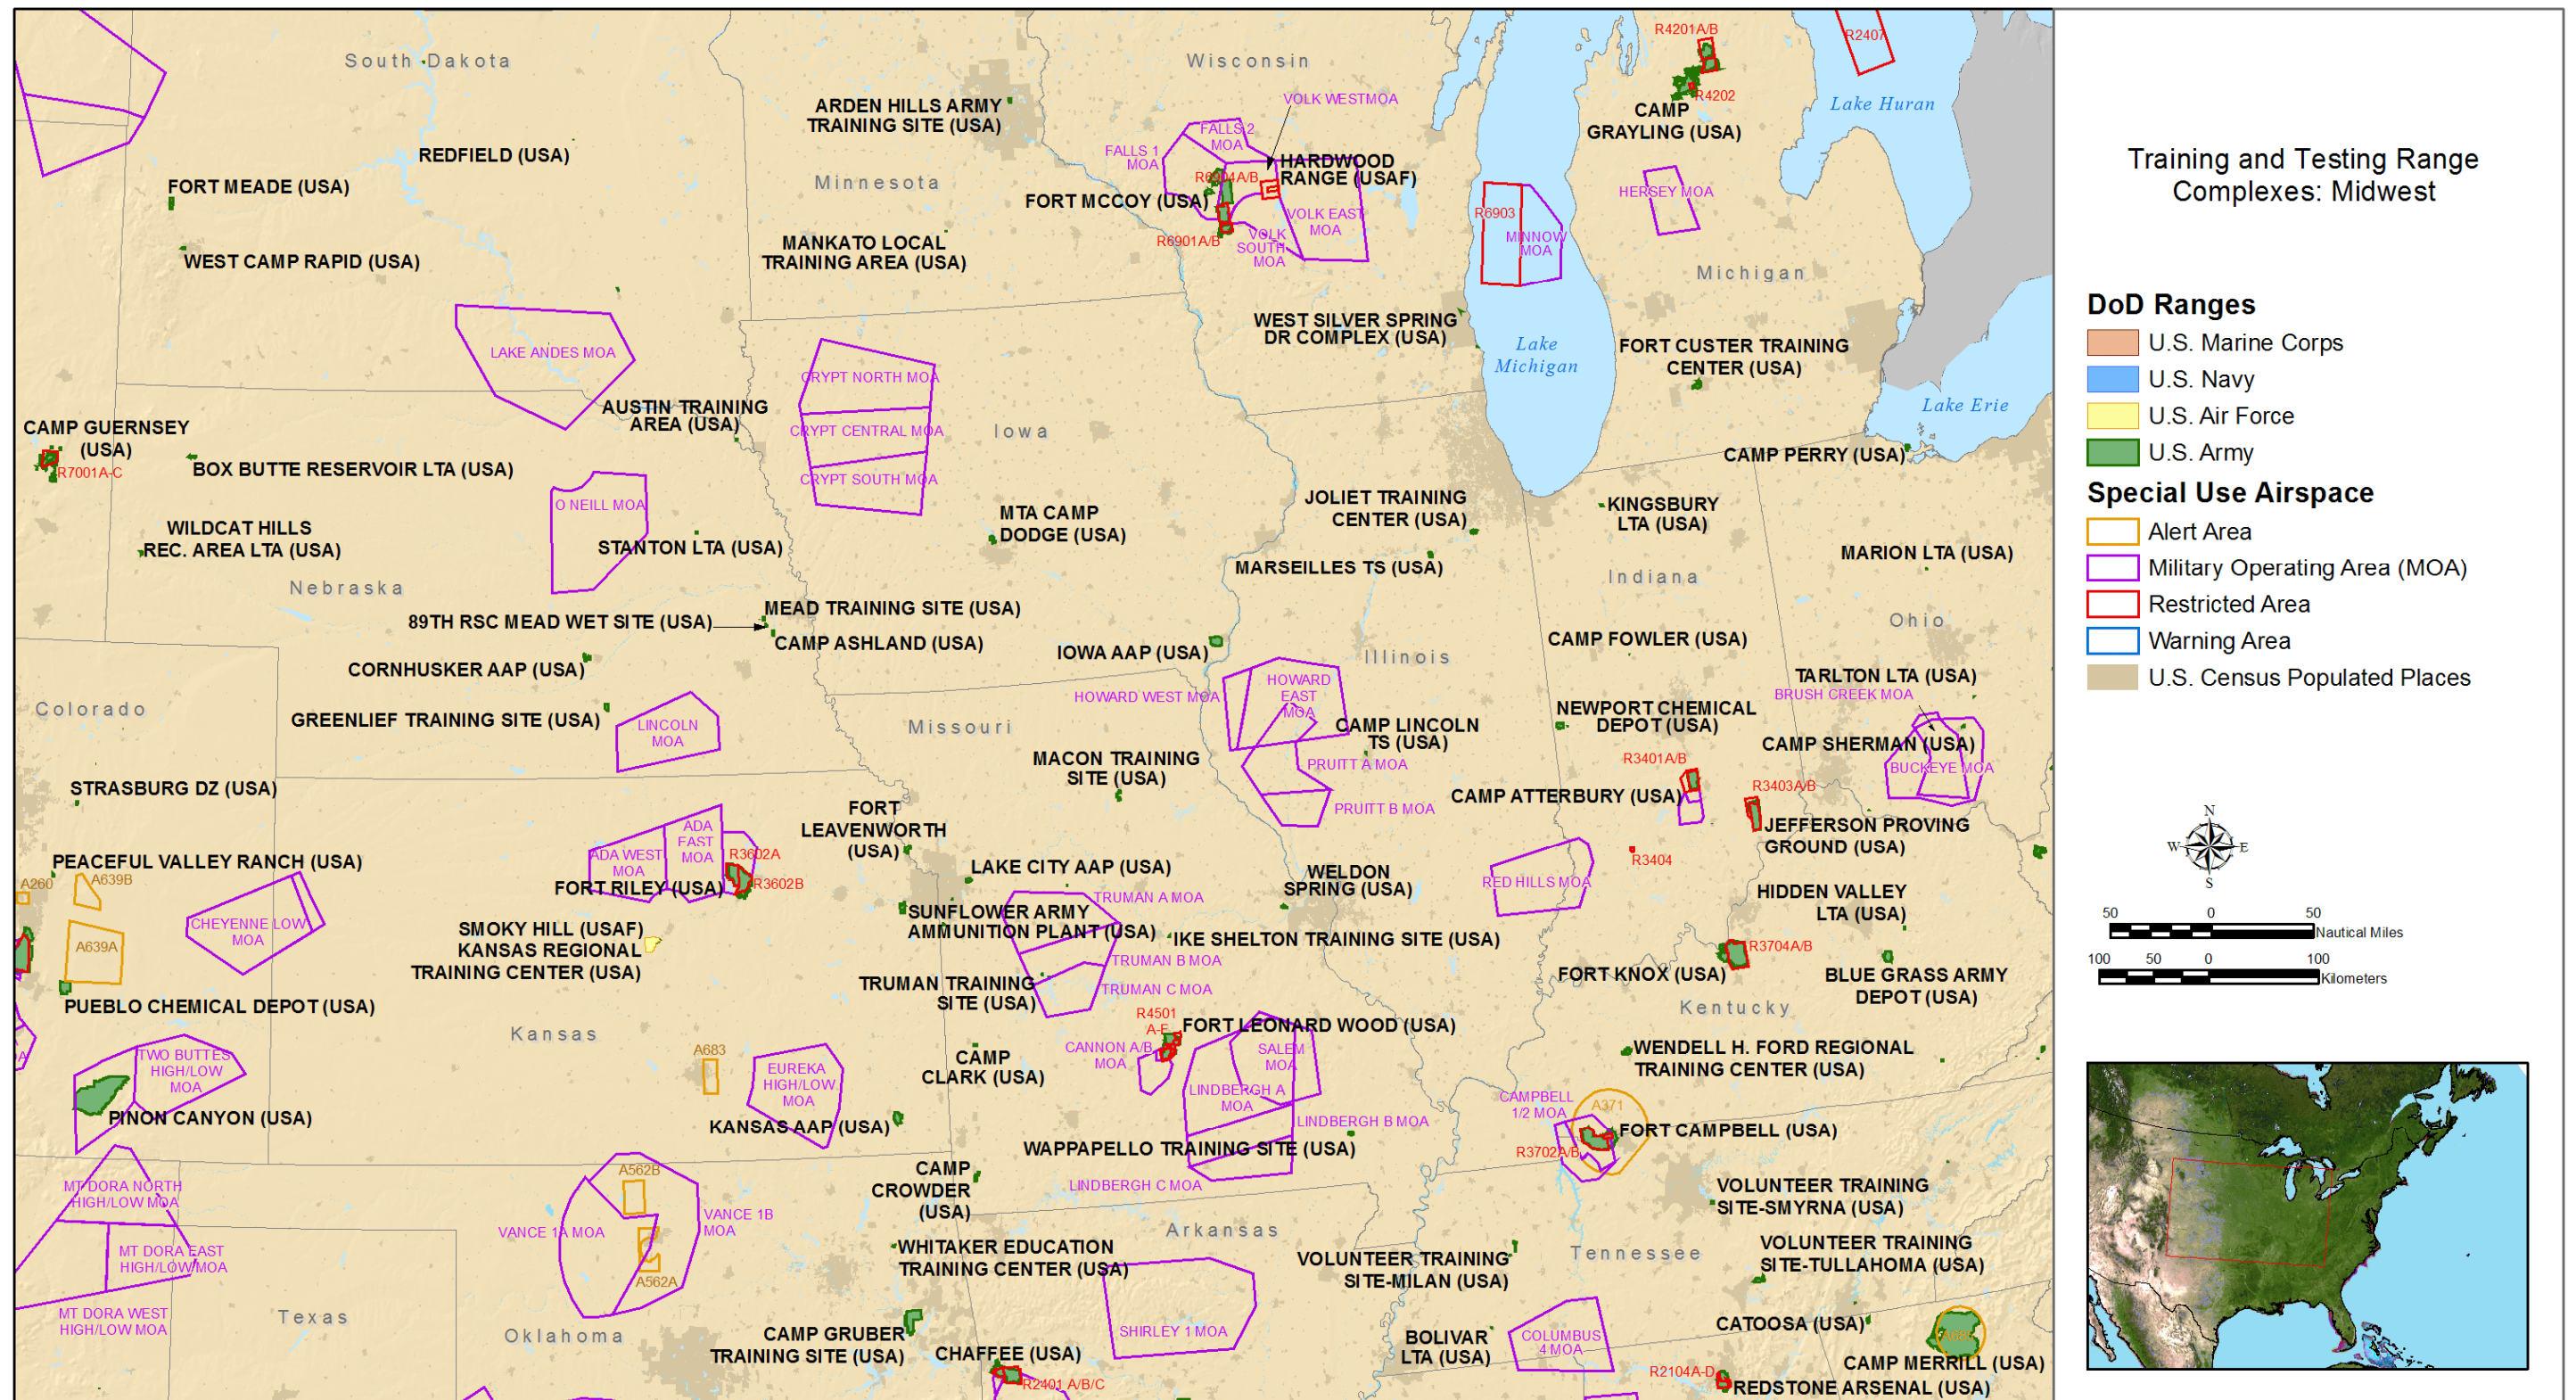 South Dakota
Wisconsin
R4201A/B
R2407
R4202
CAMP
GRAYLING (USA)
Lake Huran
ARDEN HILLS ARMY
TRAINING SITE (USA)
VOLK WESTMOA
FALLS 2
MOA
FALLS 1
MOA
HARDWOOD
RANGE (USAF)
R6904A/B
REDFIELD (USA)
Minnesota
FORT MEADE (USA)
FORT MCCOY (USA)
HERSEY MOA
R6903
VOLK EAST
MOA
VOLK
SOUTH
MOA
R6901A/B
MINNOW
MOA
MANKATO LOCAL
TRAINING AREA (USA)
WEST CAMP RAPID (USA)
Michigan
WEST SILVER SPRING
DR COMPLEX (USA)
Lake
Michigan
FORT CUSTER TRAINING
CENTER (USA)
LAKE ANDES MOA
CRYPT NORTH MOA
AUSTIN TRAINING
AREA (USA)
CRYPT CENTRAL MOA
Iowa
Lake Erie
CAMP GUERNSEY
(USA)
R7001A-C
BOX BUTTE RESERVOIR LTA (USA)
CRYPT SOUTH MOA
CAMP PERRY (USA)
O NEILL MOA
JOLIET TRAINING
CENTER (USA)
KINGSBURY
LTA (USA)
MTA CAMP
DODGE (USA)
WILDCAT HILLS
REC. AREA LTA (USA)
STANTON LTA (USA)
MARSEILLES TS (USA)
MARION LTA (USA)
Nebraska
Indiana
MEAD TRAINING SITE (USA)
89TH RSC MEAD WET SITE (USA)
CAMP ASHLAND (USA)
Ohio
CAMP FOWLER (USA)
IOWA AAP (USA)
Illinois
CORNHUSKER AAP (USA)
TARLTON LTA (USA)
BRUSH CREEK MOA
HOWARD WEST MOA
HOWARD
EAST
MOA
Colorado
GREENLIEF TRAINING SITE (USA)
LINCOLN
MOA
Missouri
CAMP LINCOLN
TS (USA)
NEWPORT CHEMICAL
DEPOT (USA)
CAMP SHERMAN (USA)
BUCKEYE MOA
MACON TRAINING
SITE (USA)
PRUITT A MOA
R3401A/B
STRASBURG DZ (USA)
CAMP ATTERBURY (USA)
R3403A/B
PRUITT B MOA
FORT
LEAVENWORTH
(USA)
JEFFERSON PROVING
GROUND (USA)
ADA
EAST
MOA
ADA WEST
MOA
R3602A
R3602B
FORT RILEY (USA)
PEACEFUL VALLEY RANCH (USA)
A260
A639B
LAKE CITY AAP (USA)
WELDON
SPRING (USA)
R3404
RED HILLS MOA
TRUMAN A MOA
HIDDEN VALLEY
LTA (USA)
CHEYENNE LOW
MOA
A639A
SMOKY HILL (USAF)
KANSAS REGIONAL
TRAINING CENTER (USA)
SUNFLOWER ARMY
AMMUNITION PLANT (USA)
IKE SHELTON TRAINING SITE (USA)
R3704A/B
TRUMAN B MOA
TRUMAN TRAINING
SITE (USA)
TRUMAN C MOA
FORT KNOX (USA)
BLUE GRASS ARMY
DEPOT (USA)
PUEBLO CHEMICAL DEPOT (USA)
Kentucky
Kansas
R4501
FORT LEONARD WOOD (USA)
CANNON A/B
MOA
SALEM
MOA
WENDELL H. FORD REGIONAL
TRAINING CENTER (USA)
TWO BUTTES
HIGH/LOW
MOA
A683
EUREKA
HIGH/LOW
MOA
CAMP
CLARK (USA)
LINDBERGH A
MOA
CAMPBELL
1/2 MOA
A371
PINON CANYON (USA)
KANSAS AAP (USA)
LINDBERGH B MOA
FORT CAMPBELL (USA)
WAPPAPELLO TRAINING SITE (USA)
R3702A/B
LINDBERGH C MOA
MT DORA NORTH
HIGH/LOW MOA
A562B
CAMP
CROWDER
(USA)
VOLUNTEER TRAINING
SITE-SMYRNA (USA)
VANCE 1A MOA
VANCE 1B
MOA
Arkansas
MT DORA EAST
HIGH/LOW MOA
WHITAKER EDUCATION
TRAINING CENTER (USA)
VOLUNTEER TRAINING
SITE-MILAN (USA)
Tennessee
VOLUNTEER TRAINING
SITE-TULLAHOMA (USA)
A562A
MT DORA WEST
HIGH/LOW MOA
Texas
Oklahoma
CAMP GRUBER
TRAINING SITE (USA)
CHAFFEE (USA)
R2401 A/B/C
SHIRLEY 1 MOA
BOLIVAR
LTA (USA)
COLUMBUS
4 MOA
CATOOSA (USA)
CAMP MERRILL (USA)
R2104A-D
REDSTONE ARSENAL (USA)
Training and Testing Range
Complexes: Midwest
DoD Ranges
U.S. Marine Corps
U.S. Navy
U.S. Air Force
U.S. Army
Special Use Airspace
Alert Area
Military Operating Area (MOA)
Restricted Area
Warning Area
U.S. Census Populated Places
N
W E
S
50 0 50
Nautical Miles
100 50 0 100
Kilometers